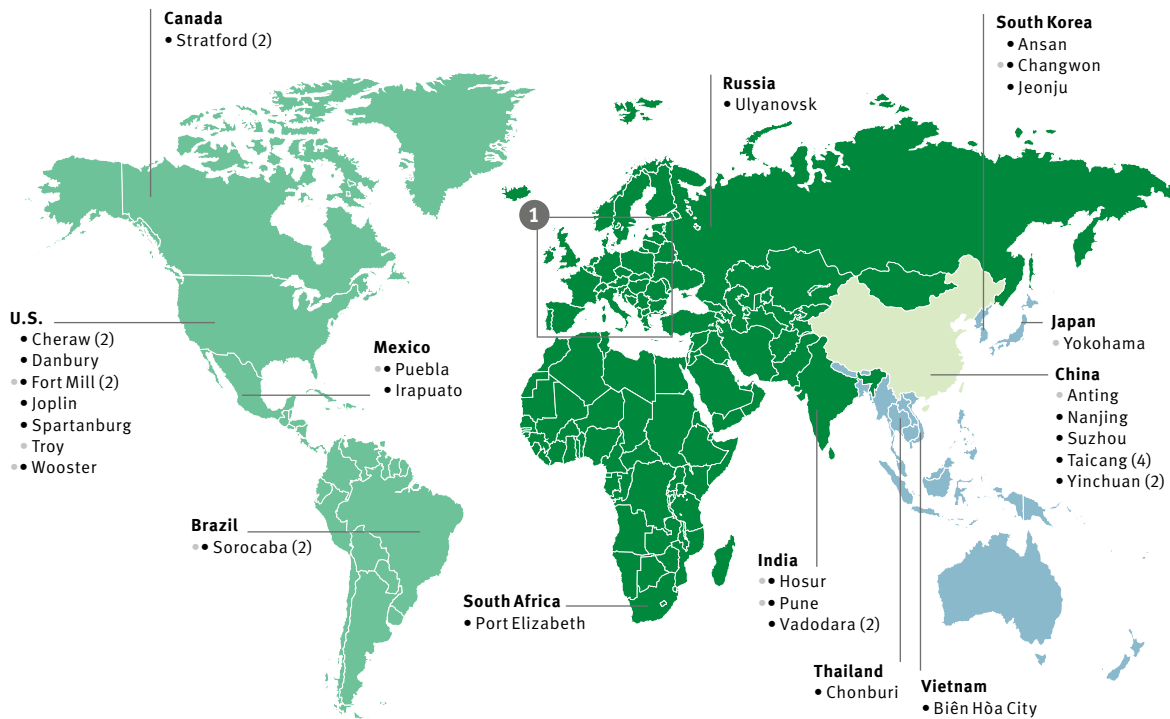 Canada
• Stratford (2)
South Korea
• Ansan
•• Changwon
• Jeonju
Russia
• Ulyanovsk
1
U.S.
• Cheraw (2)
• Danbury
•• Fort Mill (2)
• Joplin
• Spartanburg
• Troy
•• Wooster
Mexico
•• Puebla
• Irapuato
Japan
• Yokohama
China
• Anting
• Nanjing
• Suzhou
• Taicang (4)
• Yinchuan (2)
Brazil
•• Sorocaba (2)
South Africa
• Port Elizabeth
India
•• Hosur
•• Pune
• Vadodara (2)
Thailand
• Chonburi
Vietnam
• Biên Hòa City